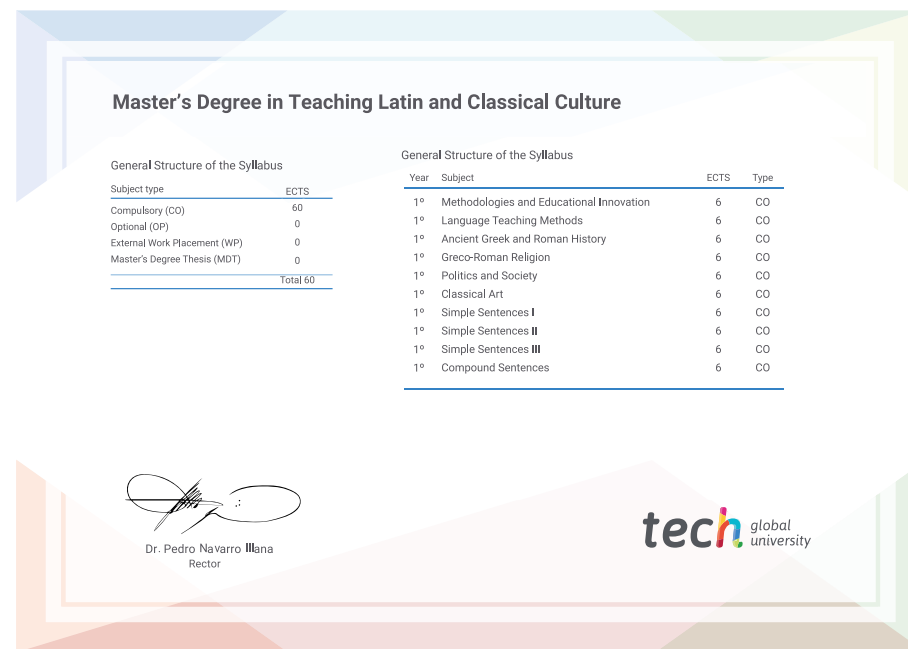 Master's Degree in Teaching Latin and Classical Culture
General Structure of the Syllabus
Subject type ECTS
Compulsory (CO) 60
Optional (OP) 0
External Work Placement (WP) 0
Master's Degree Thesis (MDT) 0
Total 60
General Structure of the Syllabus
Year Subject ECTS Type
1º Methodologies and Educational Innovation 6 CO
1º Language Teaching Methods 6 CO
1º Ancient Greek and Roman History 6 CO
1º Greco-Roman Religion 6 CO
1º Politics and Society 6 CO
1º Classical Art 6 CO
1º Simple Sentences I 6 CO
1º Simple Sentences II 6 CO
1º Simple Sentences III 6 CO
1º Compound Sentences 6 CO
Dr. Pedro Navarro Illana
Rector
tech global
university